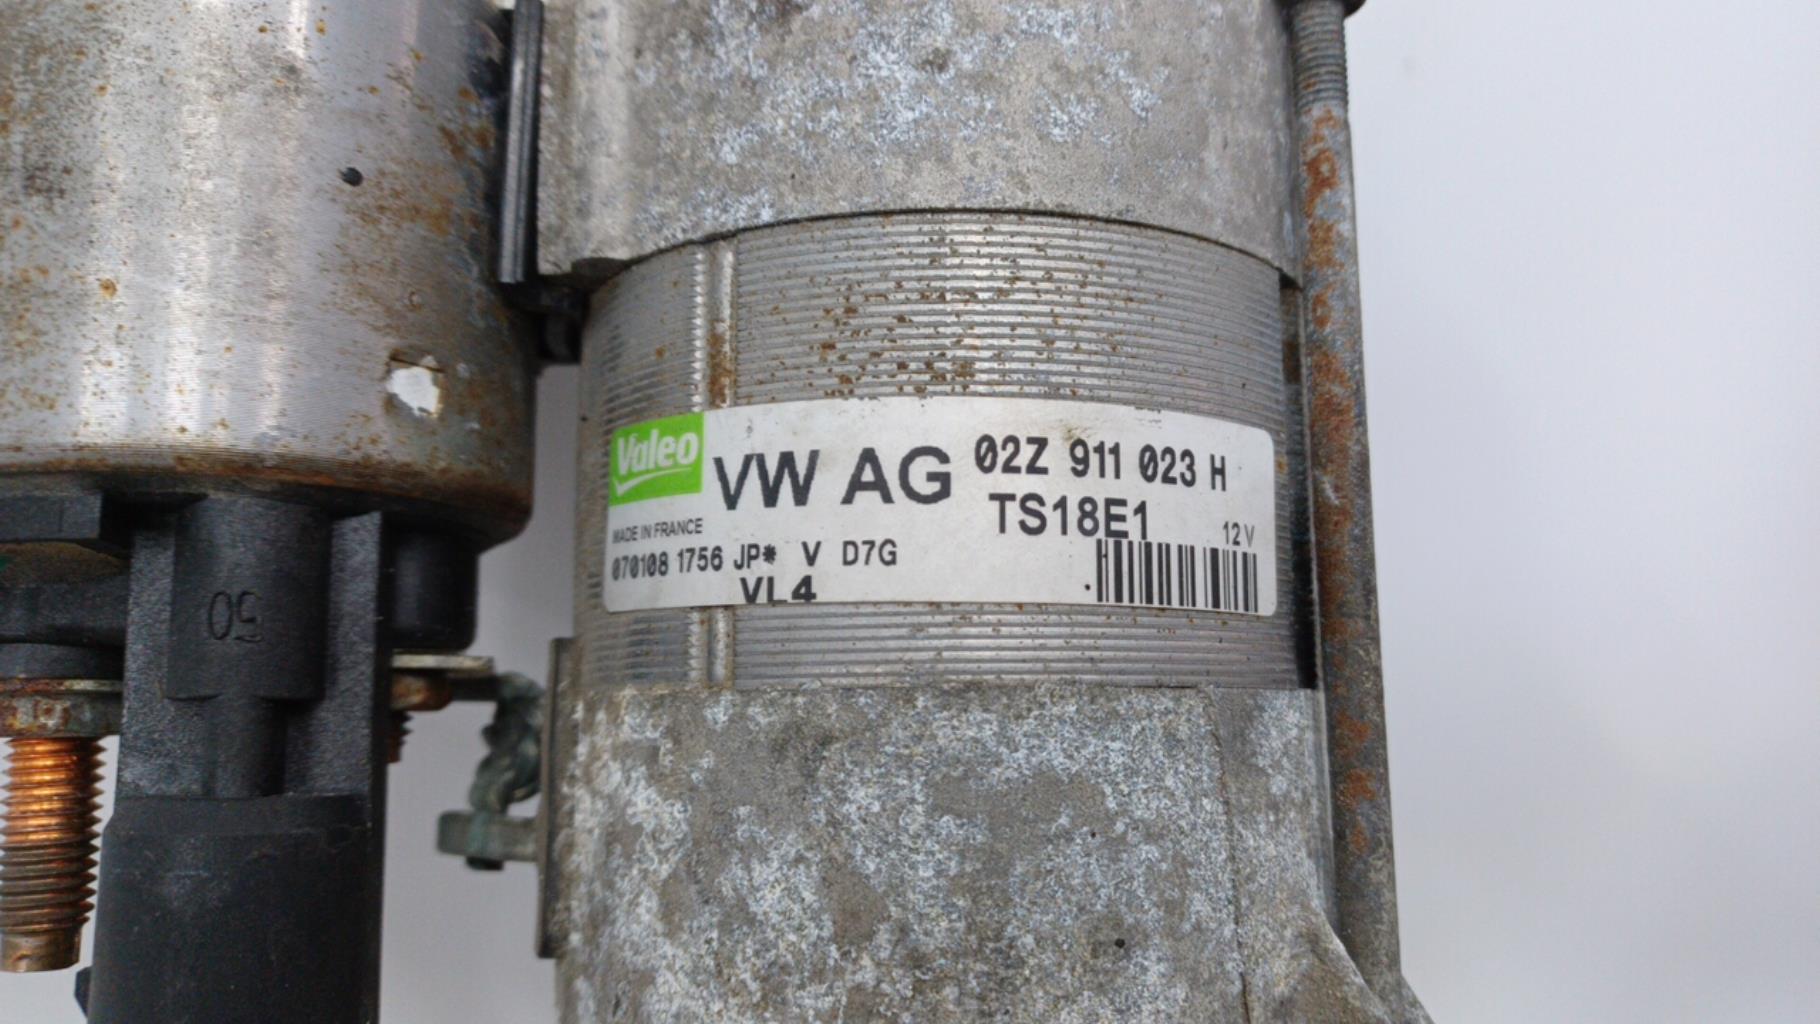 Valeo
VW AG
02Z 911 023 H
TS18E1
12V
MADE IN FRANCE
070108 1756 JP* V D7G
VL4
50